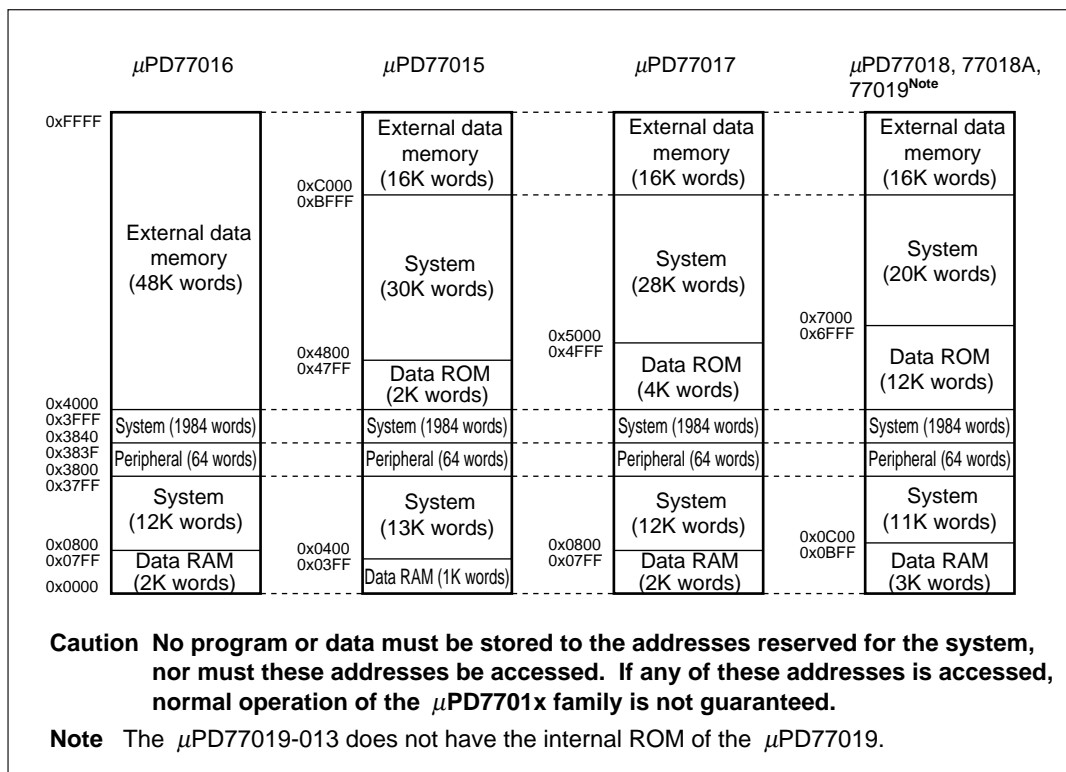 μPD77016
μPD77015
μPD77017
μPD77018, 77018A,
77019Note
0xFFFF
External data
memory
(48K words)
0x4000
0x3FFF
0x3840
0x383F
0x3800
0x37FF
0x0800
0x07FF
0x0000
System (1984 words)
Peripheral (64 words)
System
(12K words)
Data RAM
(2K words)
0xC000
0xBFFF
0x4800
0x47FF
0x0400
0x03FF
External data
memory
(16K words)
System
(30K words)
Data ROM
(2K words)
System (1984 words)
Peripheral (64 words)
System
(13K words)
Data RAM (1K words)
0x5000
0x4FFF
0x0800
0x07FF
External data
memory
(16K words)
System
(28K words)
Data ROM
(4K words)
System (1984 words)
Peripheral (64 words)
System
(12K words)
Data RAM
(2K words)
0x7000
0x6FFF
0x0C00
0x0BFF
External data
memory
(16K words)
System
(20K words)
Data ROM
(12K words)
System (1984 words)
Peripheral (64 words)
System
(11K words)
Data RAM
(3K words)
Caution No program or data must be stored to the addresses reserved for the system,
nor must these addresses be accessed. If any of these addresses is accessed,
normal operation of the μPD7701x family is not guaranteed.
Note The μPD77019-013 does not have the internal ROM of the μPD77019.